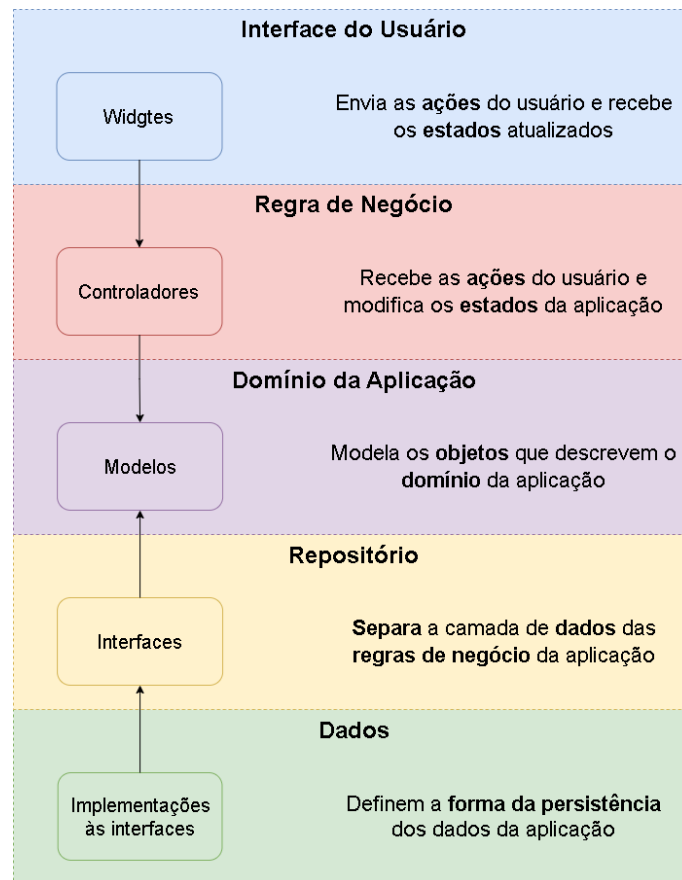 Interface do Usuário
Widgtes
Envia as ações do usuário e recebe
os estados atualizados
Regra de Negócio
Controladores
Recebe as ações do usuário e
modifica os estados da aplicação
Domínio da Aplicação
Modelos
Modela os objetos que descrevem o
domínio da aplicação
Repositório
Interfaces
Separa a camada de dados das
regras de negócio da aplicação
Dados
Implementações
às interfaces
Definem a forma da persistência
dos dados da aplicação